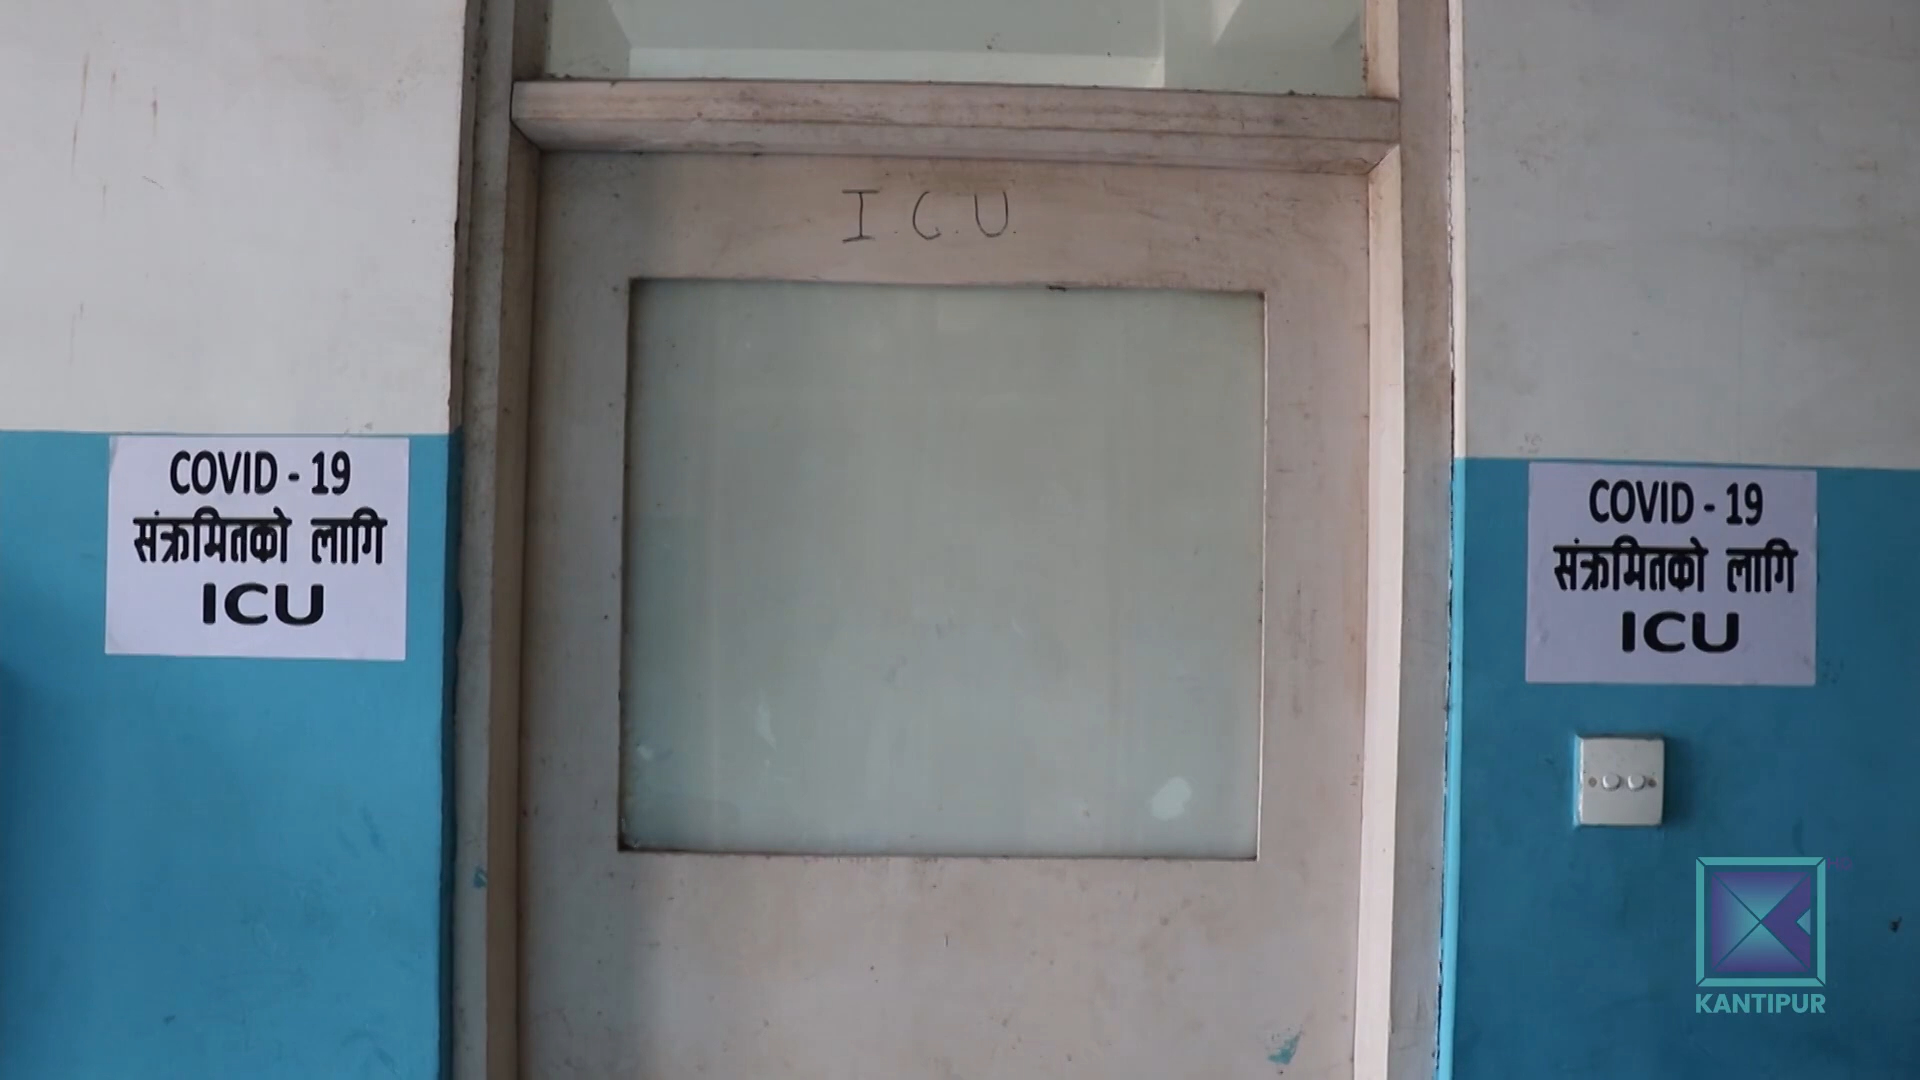 I.C.U.
COVID - 19
संक्रमितको लागि
ICU
COVID - 19
संक्रमितको लागि
ICU
KANTIPUR